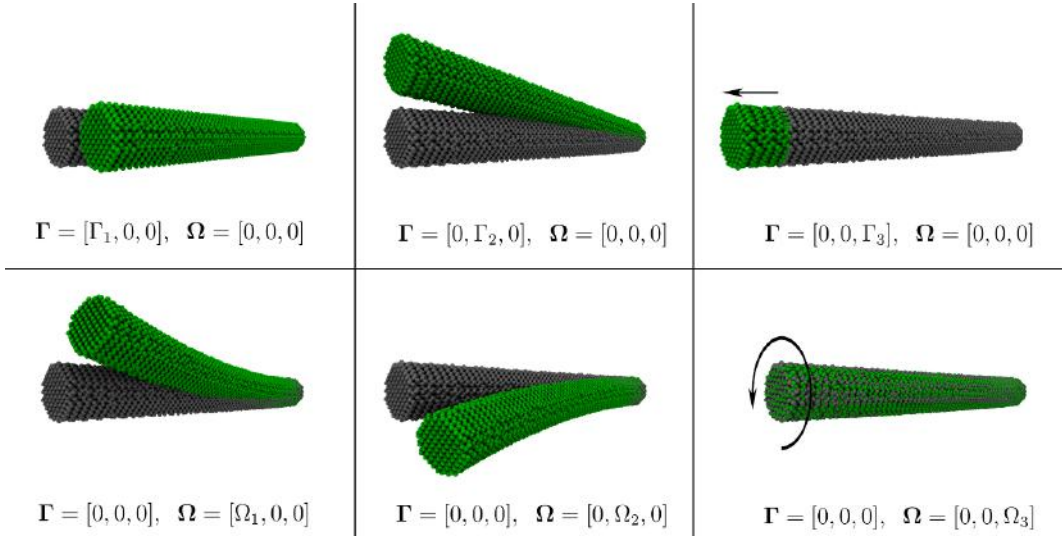 Γ = [Γ₁, 0, 0], Ω = [0, 0, 0]
Γ = [0, Γ₂, 0], Ω = [0, 0, 0]
Γ = [0, 0, Γ₃], Ω = [0, 0, 0]
Γ = [0, 0, 0], Ω = [Ω₁, 0, 0]
Γ = [0, 0, 0], Ω = [0, Ω₂, 0]
Γ = [0, 0, 0], Ω = [0, 0, Ω₃]